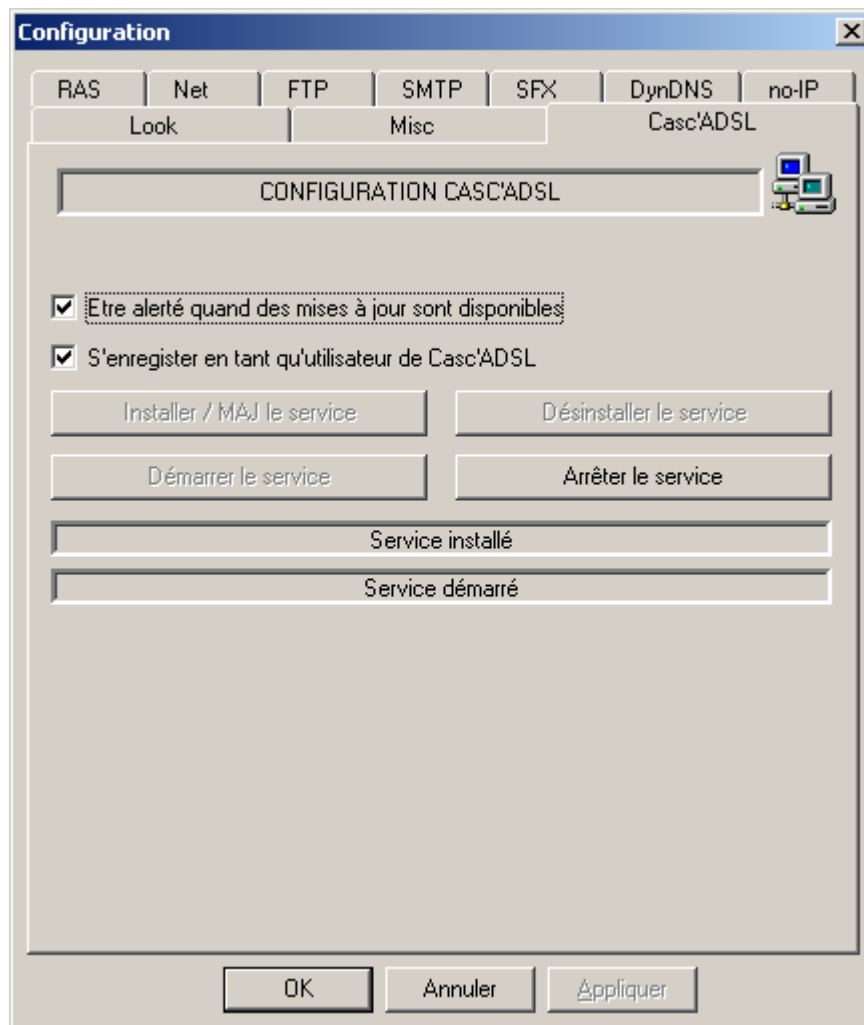 Configuration
RAS Net FTP SMTP SFX DynDNS no-IP
Look Misc Casc'ADSL
CONFIGURATION CASC'ADSL
Etre alerté quand des mises à jour sont disponibles
S'enregister en tant qu'utilisateur de Casc'ADSL
Installer / MAJ le service Désinstaller le service
Démarrer le service Arrêter le service
Service installé
Service démarré
OK Annuler Appliquer